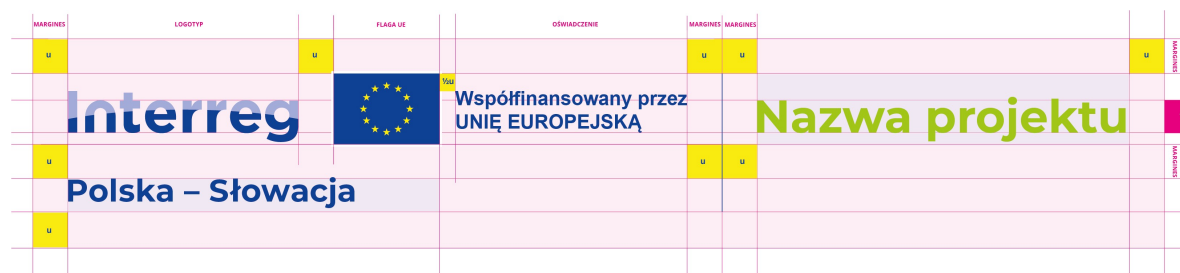 MARGINES LOGOTYP FLAGA UE OŚWIADCZENIE MARGINES MARGINES
u u u u u
MARGINES
½u
Interreg
Współfinansowany przez
UNIĘ EUROPEJSKĄ
Nazwa projektu
u u u
MARGINES
Polska – Słowacja
u